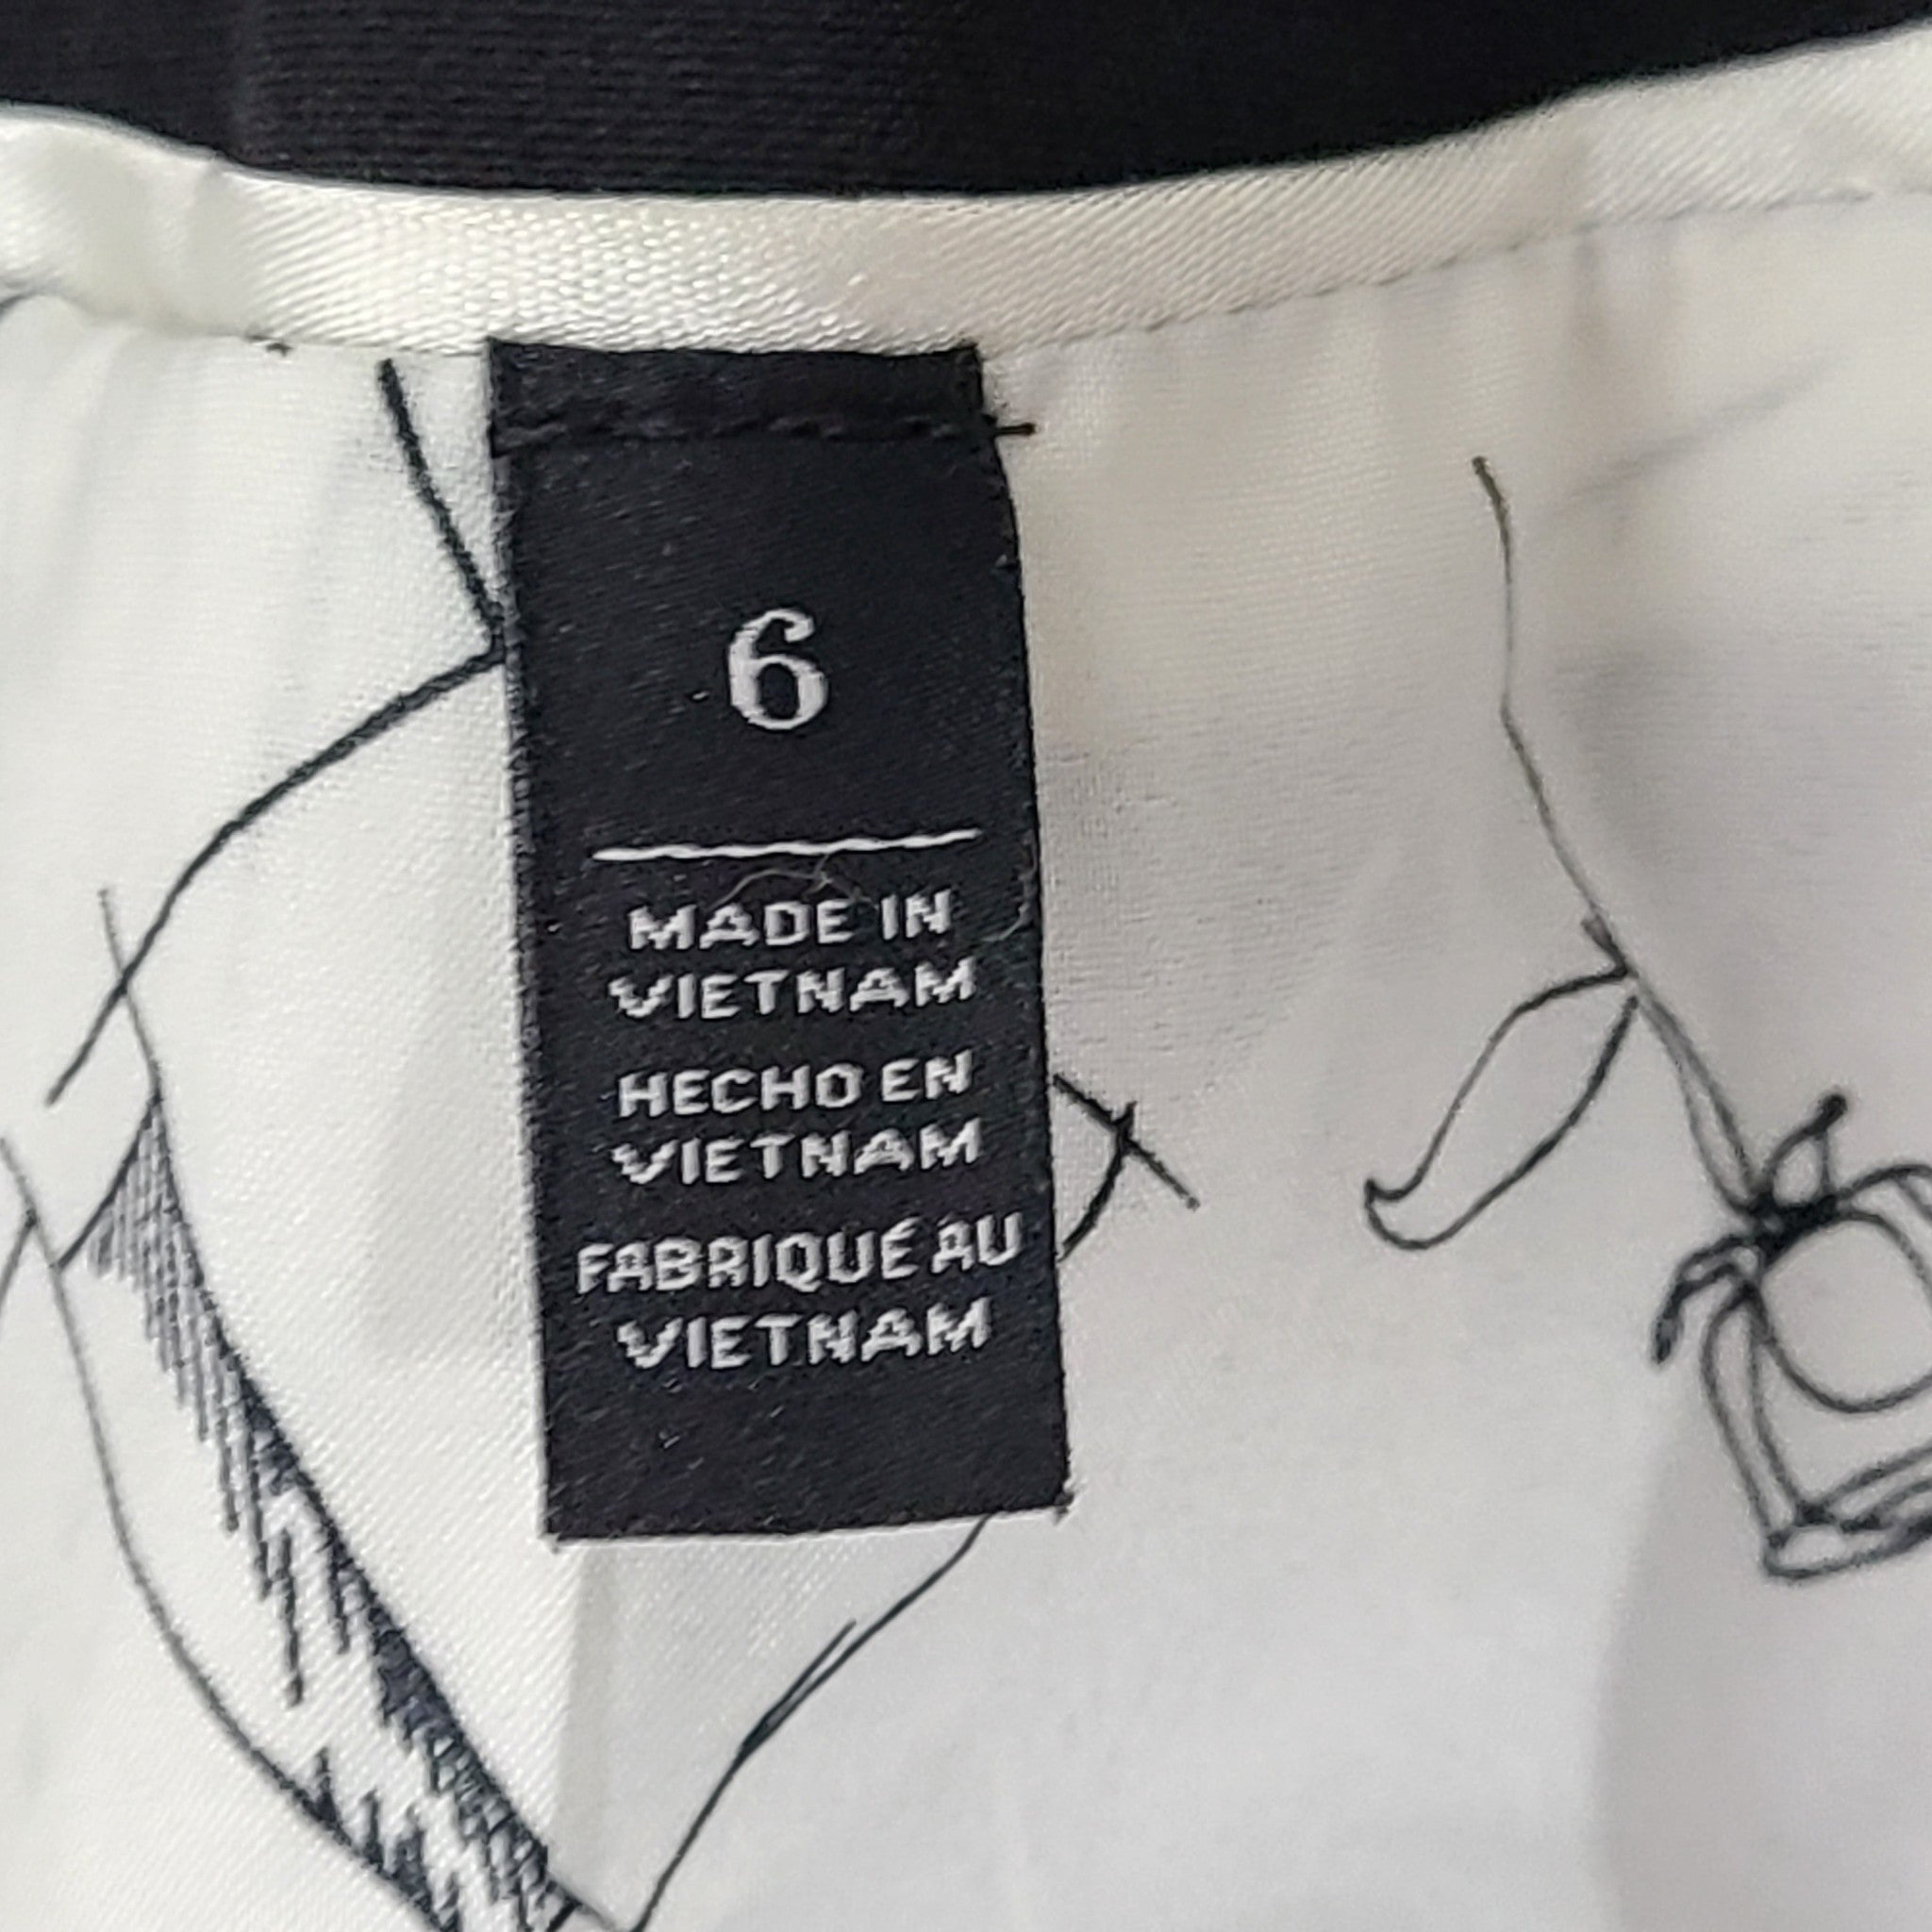 6
MADE IN
VIETNAM
HECHO EN
VIETNAM
FABRIQUÉ AU
VIETNAM